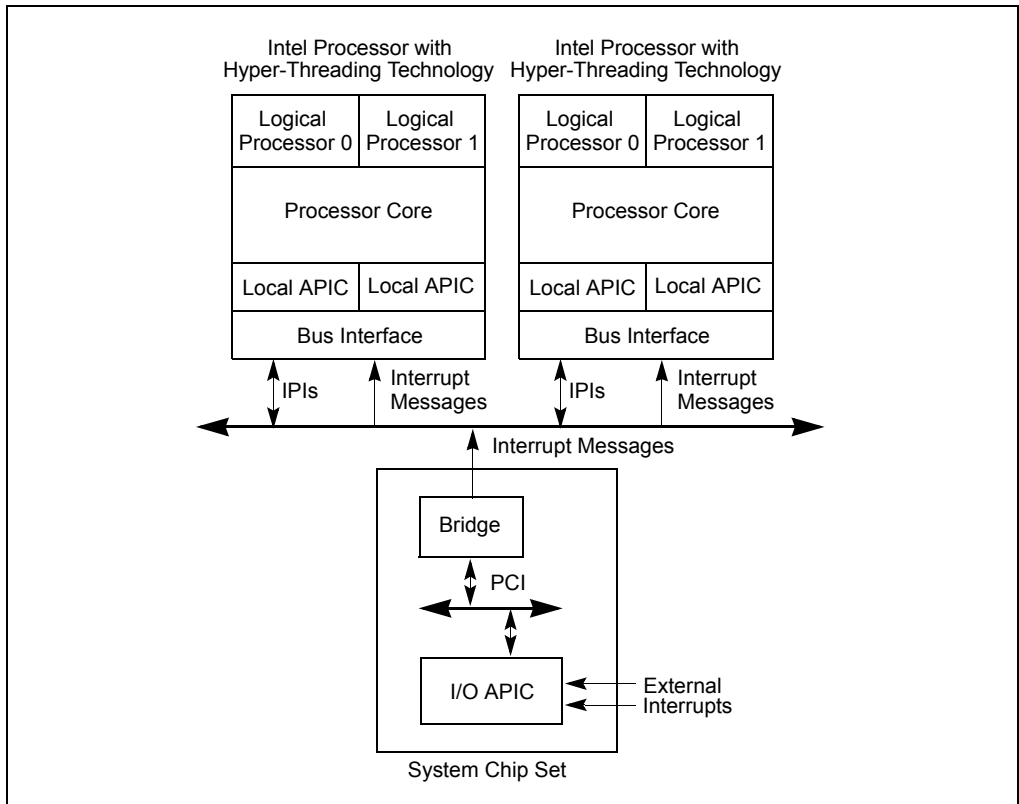 Intel Processor with
Hyper-Threading Technology
Intel Processor with
Hyper-Threading Technology
Logical
Processor 0
Logical
Processor 1
Logical
Processor 0
Logical
Processor 1
Processor Core
Processor Core
Local APIC
Local APIC
Local APIC
Local APIC
Bus Interface
Bus Interface
IPIs
Interrupt
Messages
IPIs
Interrupt
Messages
Interrupt Messages
Bridge
PCI
I/O APIC
External
Interrupts
System Chip Set